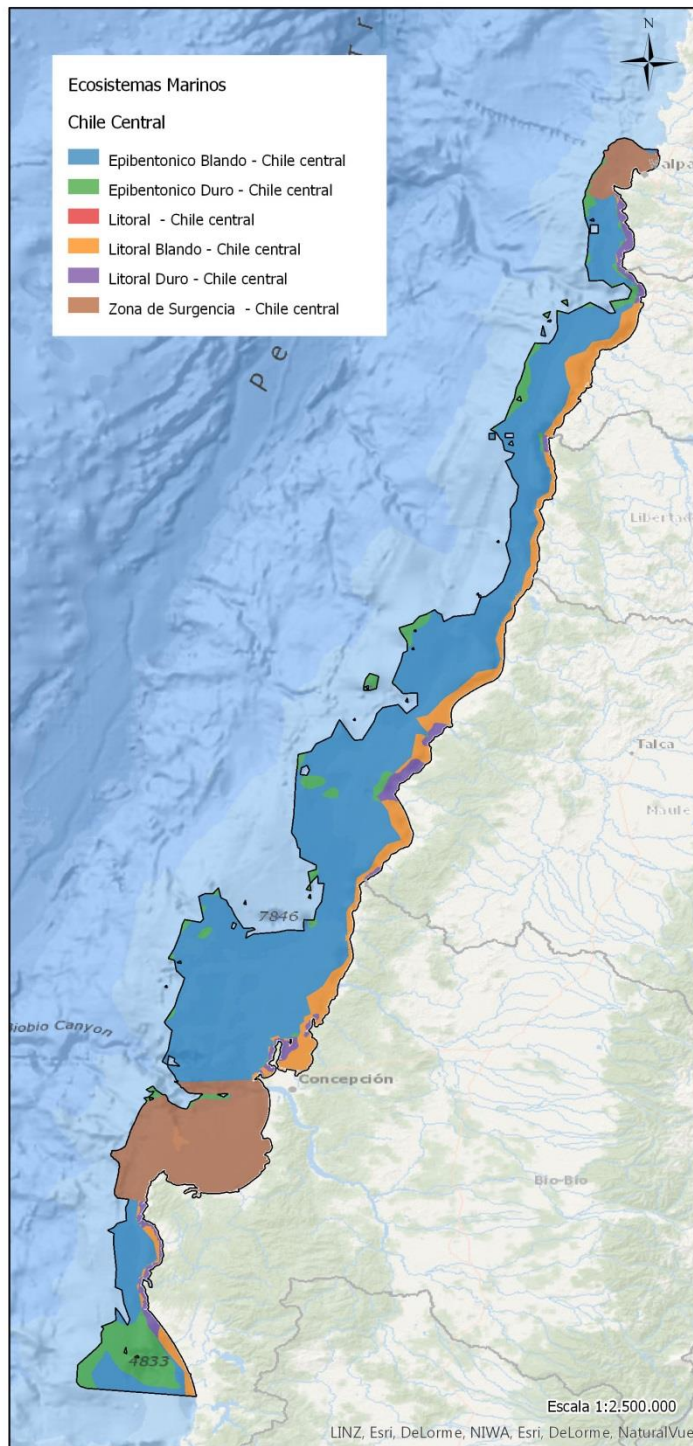 N
Ecosistemas Marinos
Chile Central
Epibentonico Blando - Chile central
Epibentonico Duro - Chile central
Litoral - Chile central
Litoral Blando - Chile central
Litoral Duro - Chile central
Zona de Surgencia - Chile central
Valpa
P e r
Libertad
Talca
Maule
7846
Biobio Canyon
Concepción
Bio-Bio
4833
Escala 1:2.500.000
LINZ, Esri, DeLorme, NIWA, Esri, DeLorme, NaturalVue